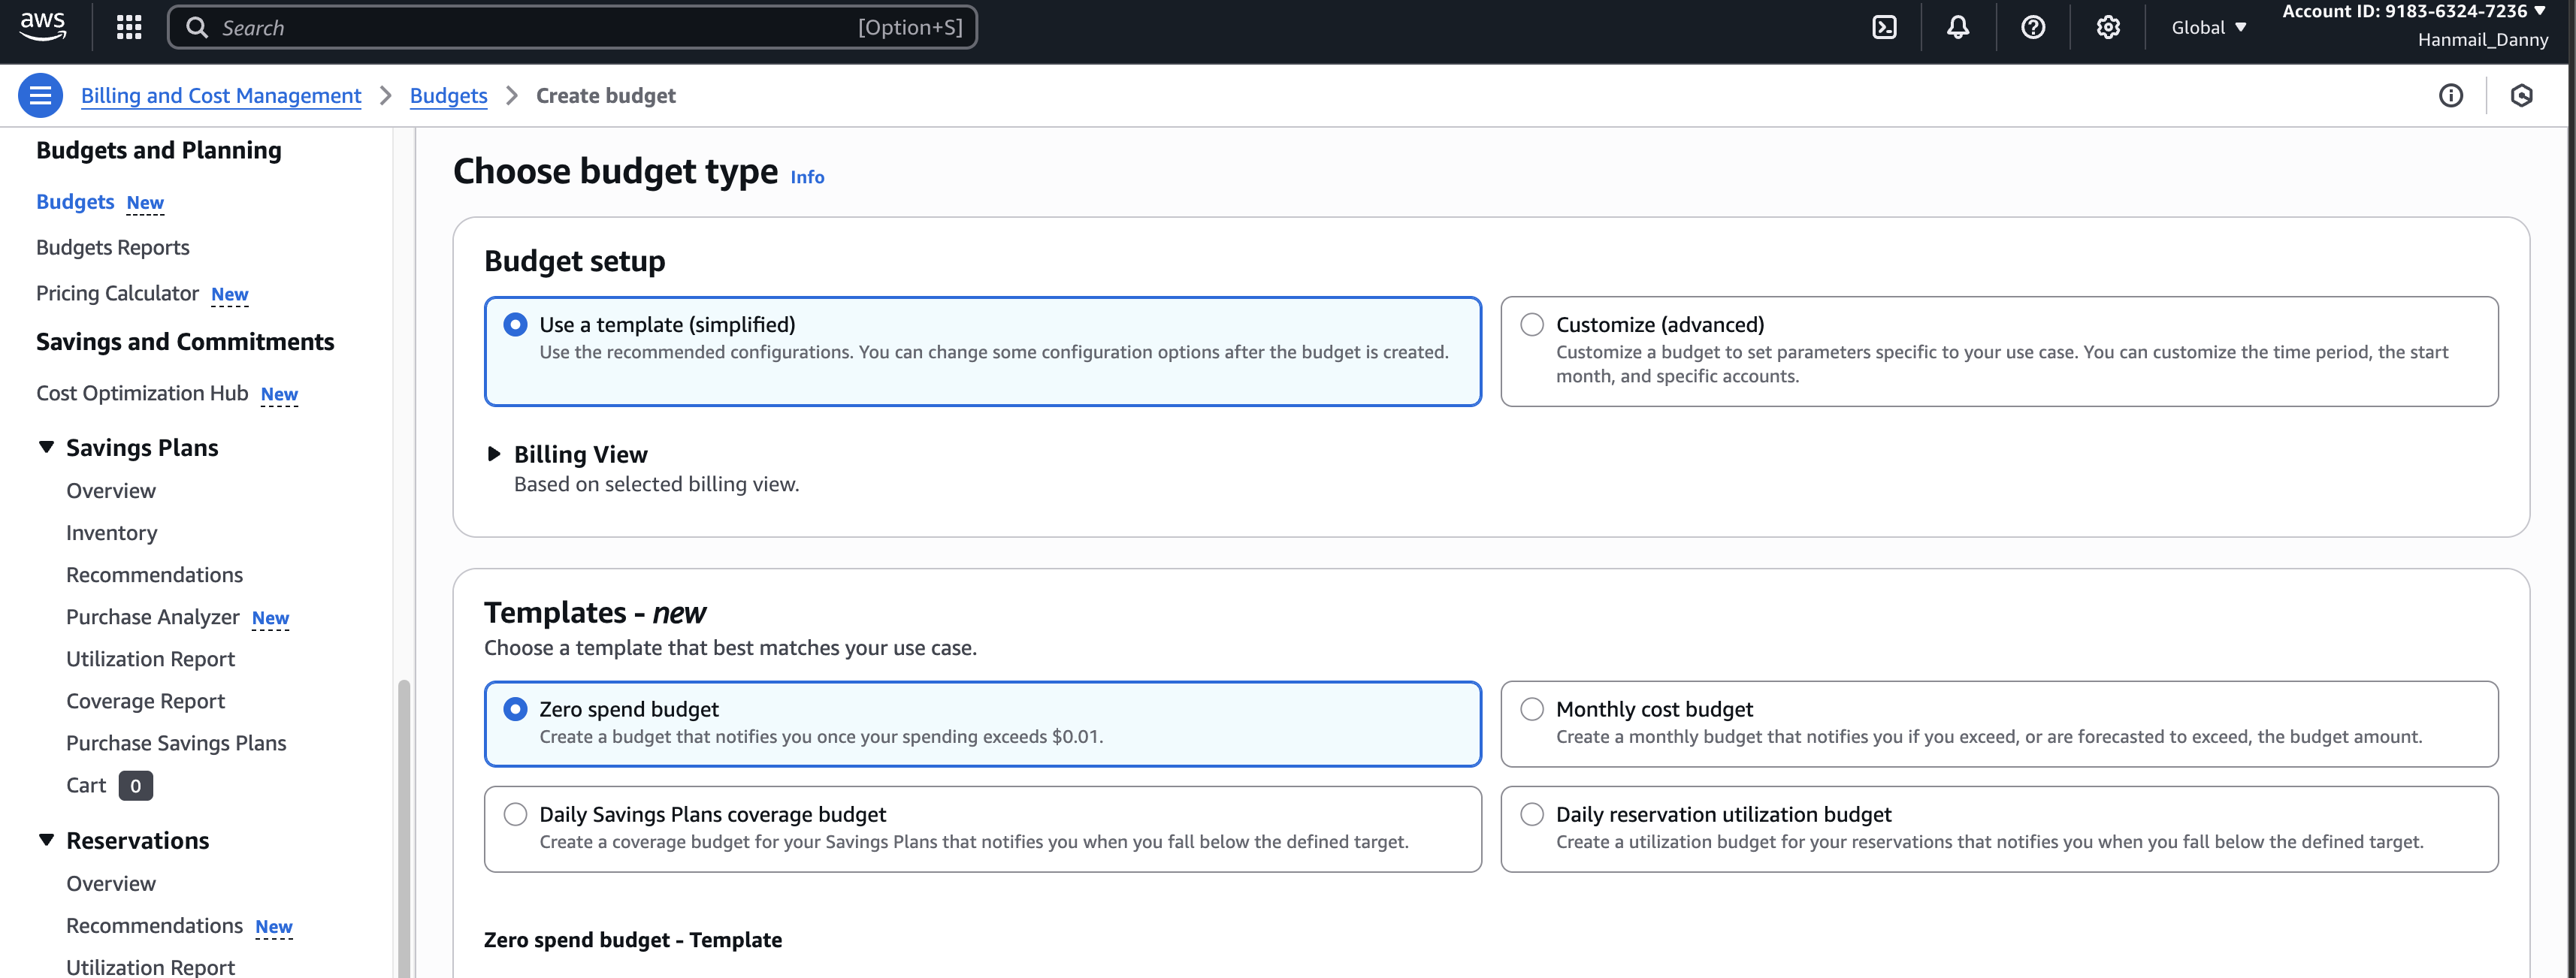 aws
Search
[Option+S]
Global
Account ID: 9183-6324-7236
Hanmail_Danny
Billing and Cost Management
Budgets
Create budget
Budgets and Planning
Budgets New
Budgets Reports
Pricing Calculator New
Savings and Commitments
Cost Optimization Hub New
Savings Plans
Overview
Inventory
Recommendations
Purchase Analyzer New
Utilization Report
Coverage Report
Purchase Savings Plans
Cart 0
Reservations
Overview
Recommendations New
Utilization Report
Choose budget type Info
Budget setup
Use a template (simplified)
Use the recommended configurations. You can change some configuration options after the budget is created.
Customize (advanced)
Customize a budget to set parameters specific to your use case. You can customize the time period, the start
month, and specific accounts.
Billing View
Based on selected billing view.
Templates - new
Choose a template that best matches your use case.
Zero spend budget
Create a budget that notifies you once your spending exceeds $0.01.
Monthly cost budget
Create a monthly budget that notifies you if you exceed, or are forecasted to exceed, the budget amount.
Daily Savings Plans coverage budget
Create a coverage budget for your Savings Plans that notifies you when you fall below the defined target.
Daily reservation utilization budget
Create a utilization budget for your reservations that notifies you when you fall below the defined target.
Zero spend budget - Template